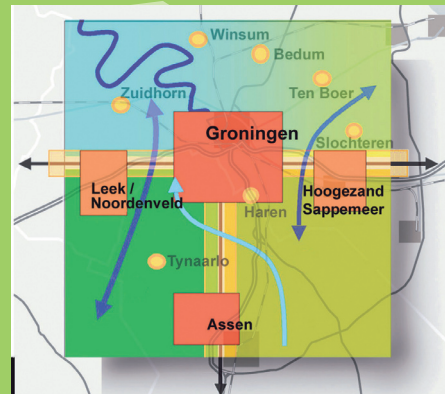 Winsum
Bedum
Zuidhorn
Ten Boer
Groningen
Slochteren
Leek /
Noordenveld
Hoogezand
Sappemeer
Haren
Tynaarlo
Assen